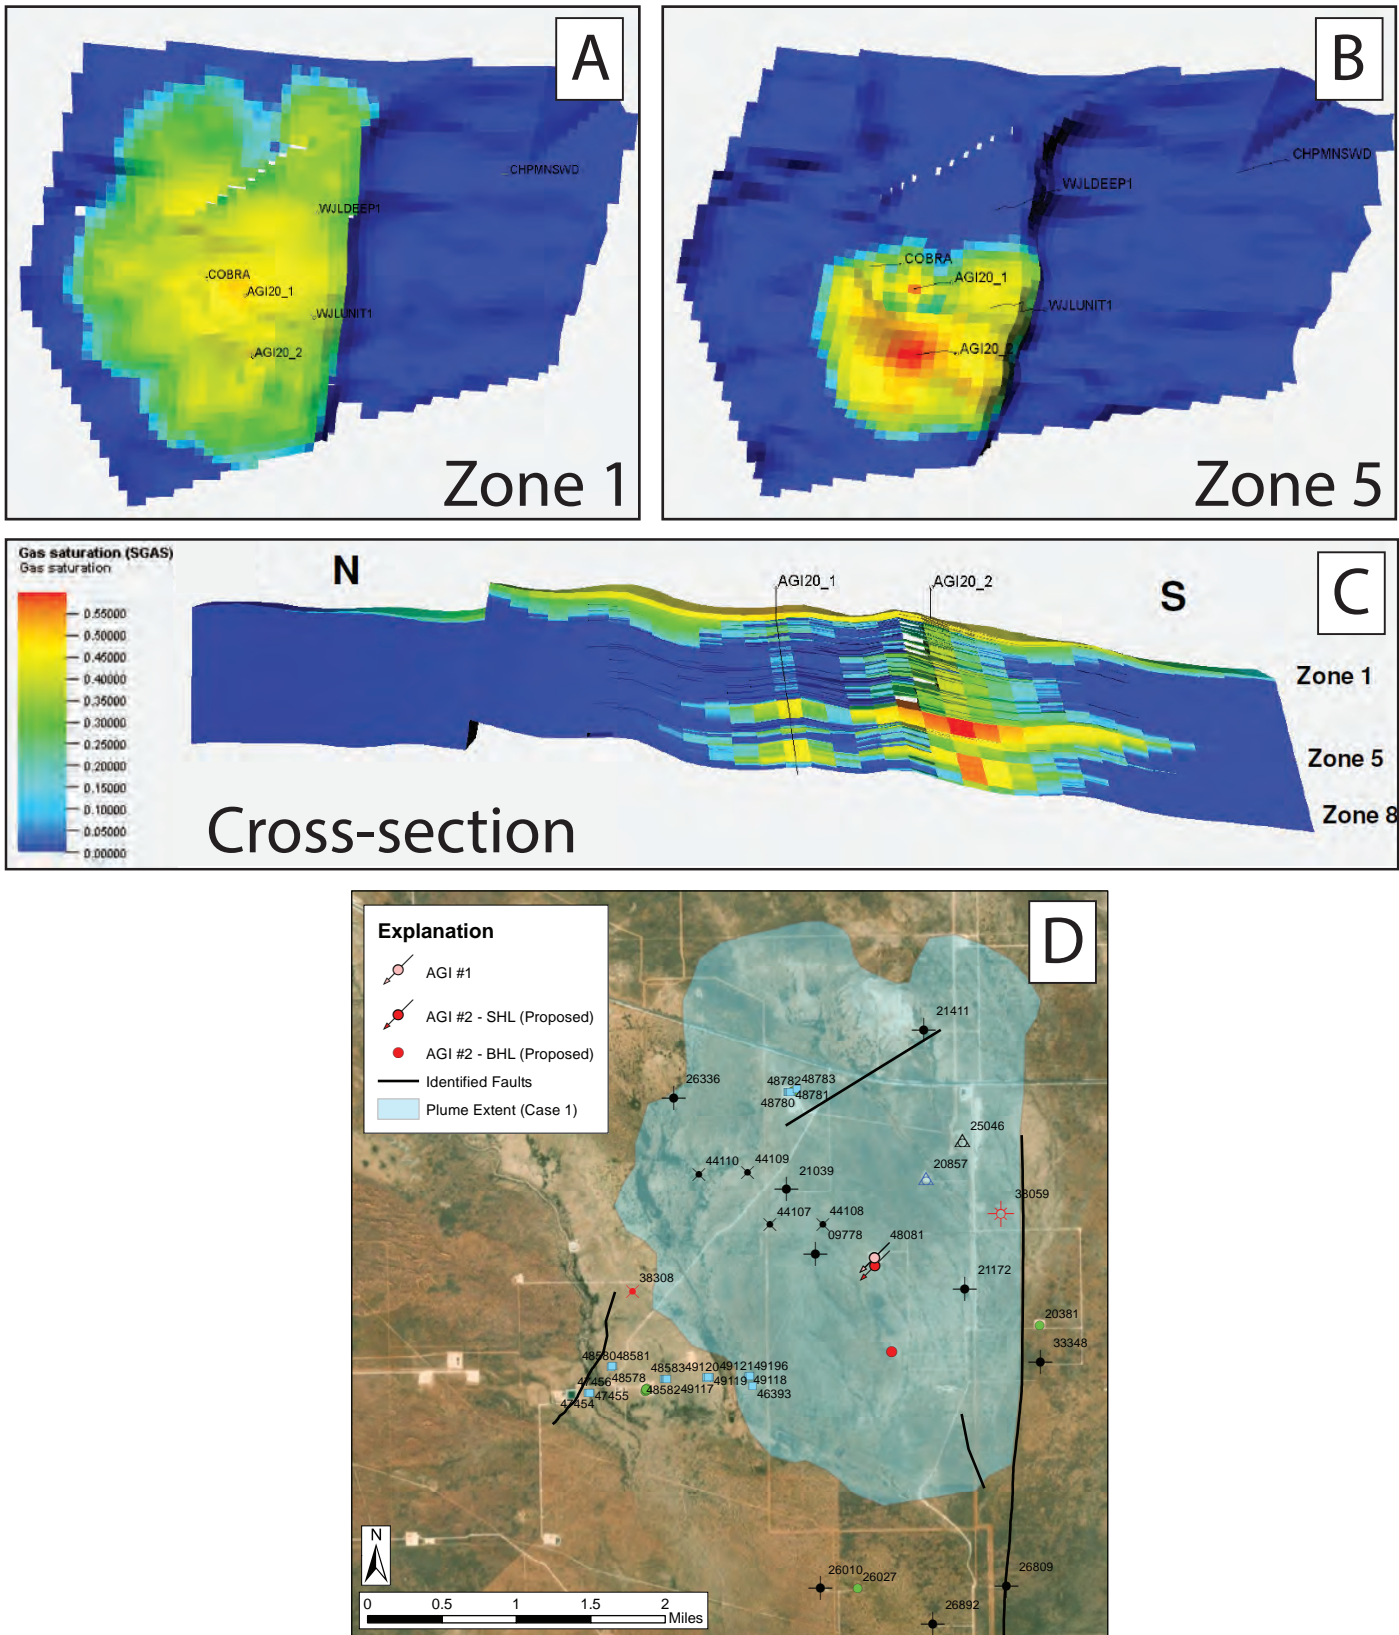 A
CHPMNSWD
WJLDEEP1
COBRA
AGI20_1
WJLUNIT1
AGI20_2
Zone 1
B
CHPMNSWD
WJLDEEP1
COBRA
AGI20_1
WJLUNIT1
AGI20_2
Zone 5
C
Gas saturation (SGAS)
Gas saturation
0.55000
0.50000
0.45000
0.40000
0.35000
0.30000
0.25000
0.20000
0.15000
0.10000
0.05000
0.00000
N
AGI20_1
AGI20_2
S
Zone 1
Zone 5
Zone 8
Cross-section
D
Explanation
AGI #1
AGI #2 - SHL (Proposed)
AGI #2 - BHL (Proposed)
Identified Faults
Plume Extent (Case 1)
21411
26336
48782 48783
48780 48781
25046
44110
44109
21039
20857
38059
44107
44108
09778
48081
21172
38308
20381
33348
48580 48581
48583 49120 49121 49196
47456 48578
49119 49118
47455
48582 49117
46393
47454
26010
26027
26809
26892
N
0 0.5 1 1.5 2
Miles